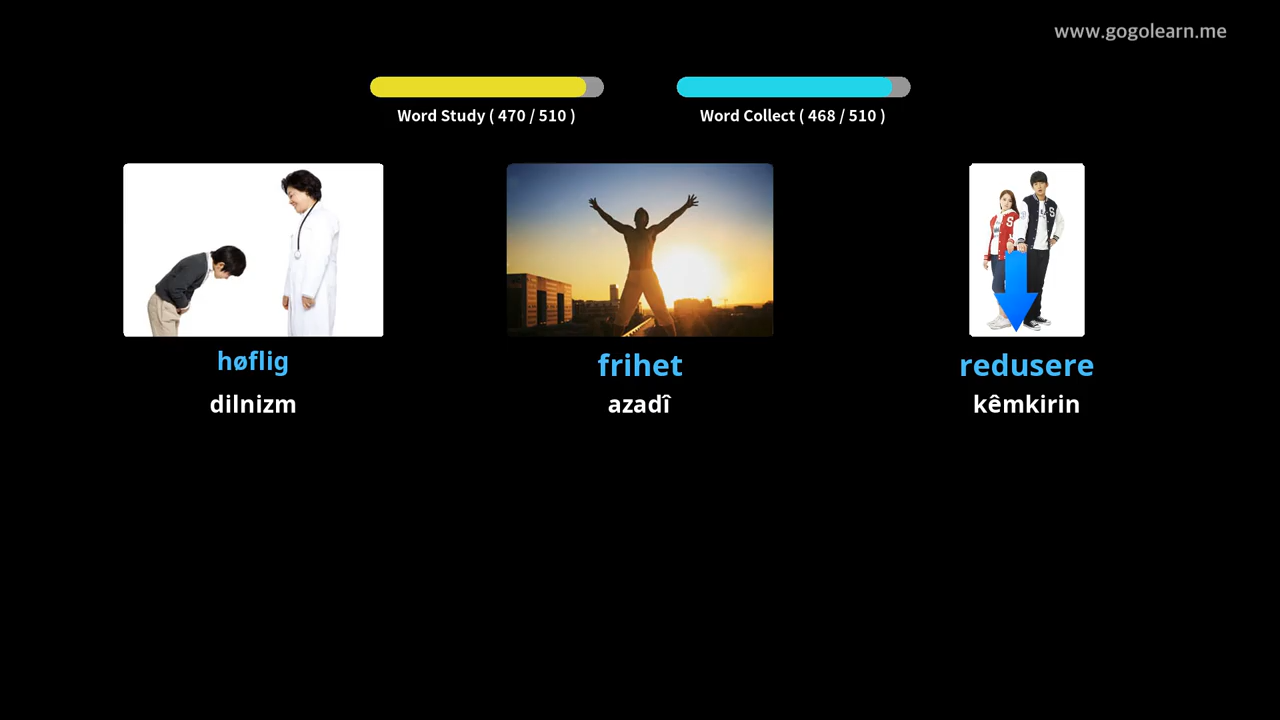 www.gogolearn.me
Word Study ( 470 / 510 )
Word Collect ( 468 / 510 )
høflig
frihet
redusere
dilnizm
azadî
kêmkirin
S
S